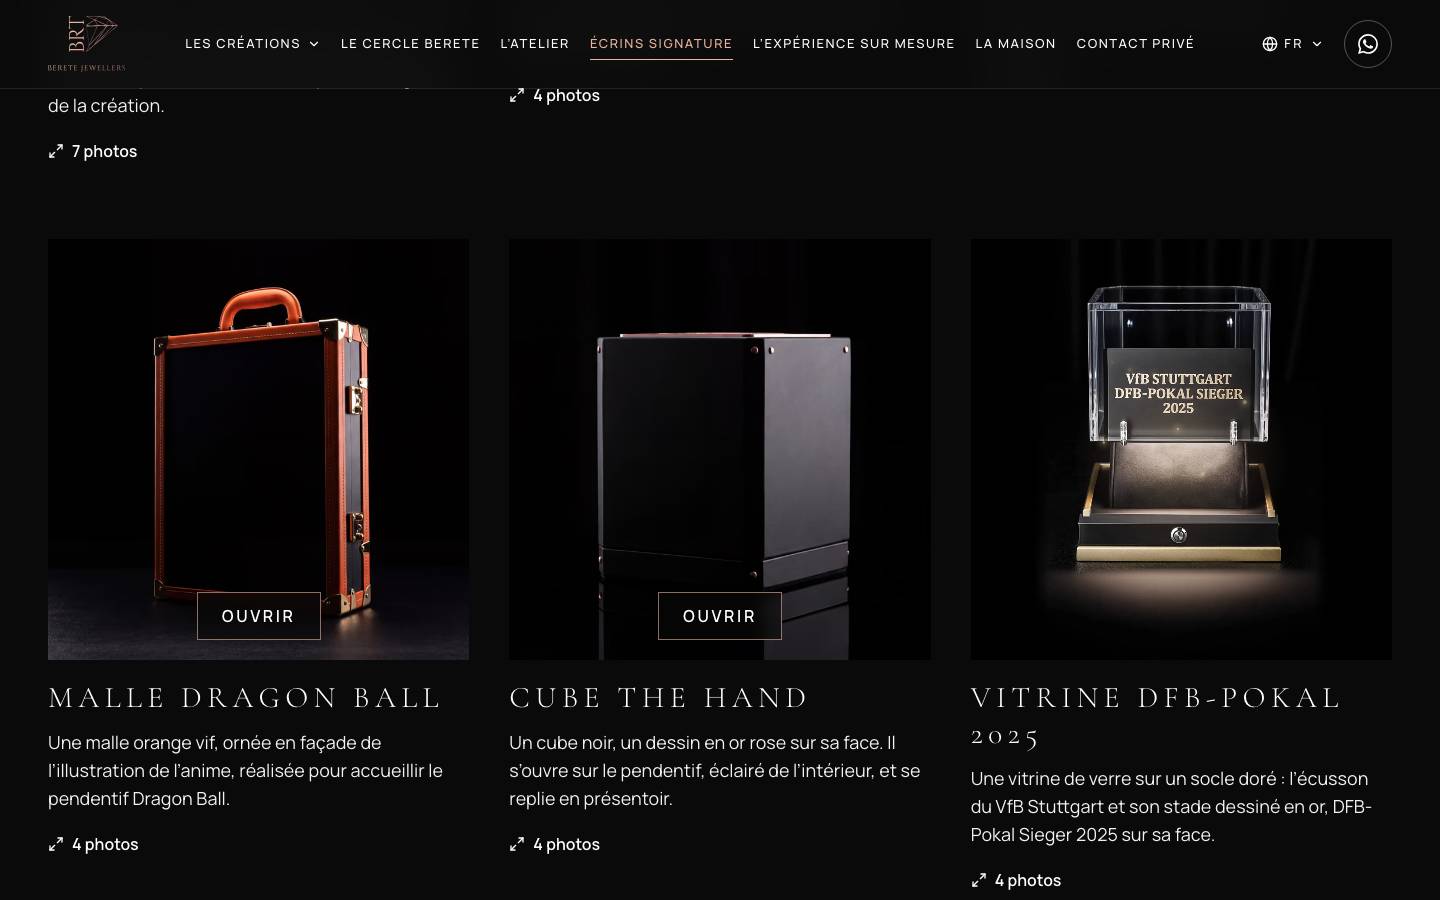 BRT
BERETE JEWELLERS
LES CRÉATIONS
LE CERCLE BERETE
L'ATELIER
ÉCRINS SIGNATURE
L'EXPÉRIENCE SUR MESURE
LA MAISON
CONTACT PRIVÉ
FR
de la création.
7 photos
4 photos
OUVRIR
MALLE DRAGON BALL
Une malle orange vif, ornée en façade de
l'illustration de l'anime, réalisée pour accueillir le
pendentif Dragon Ball.
4 photos
OUVRIR
CUBE THE HAND
Un cube noir, un dessin en or rose sur sa face. Il
s'ouvre sur le pendentif, éclairé de l'intérieur, et se
replie en présentoir.
4 photos
VfB STUTTGART
DFB-POKAL SIEGER
2025
VITRINE DFB-POKAL
2025
Une vitrine de verre sur un socle doré : l'écusson
du VfB Stuttgart et son stade dessiné en or, DFB-
Pokal Sieger 2025 sur sa face.
4 photos